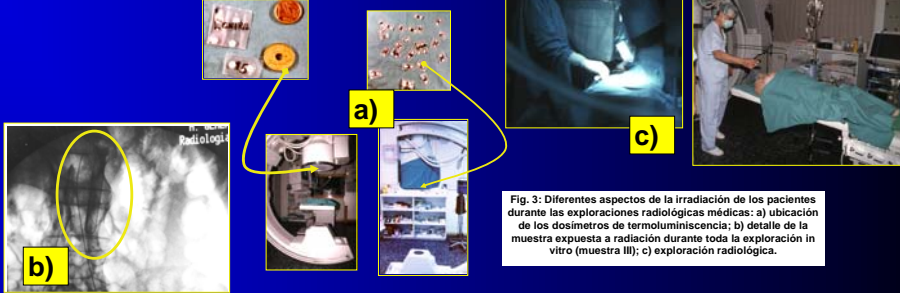 a)
c)
Radiologia
b)
Fig. 3: Diferentes aspectos de la irradiación de los pacientes
durante las exploraciones radiológicas médicas: a) ubicación
de los dosímetros de termoluminiscencia; b) detalle de la
muestra expuesta a radiación durante toda la exploración in
vitro (muestra III); c) exploración radiológica.